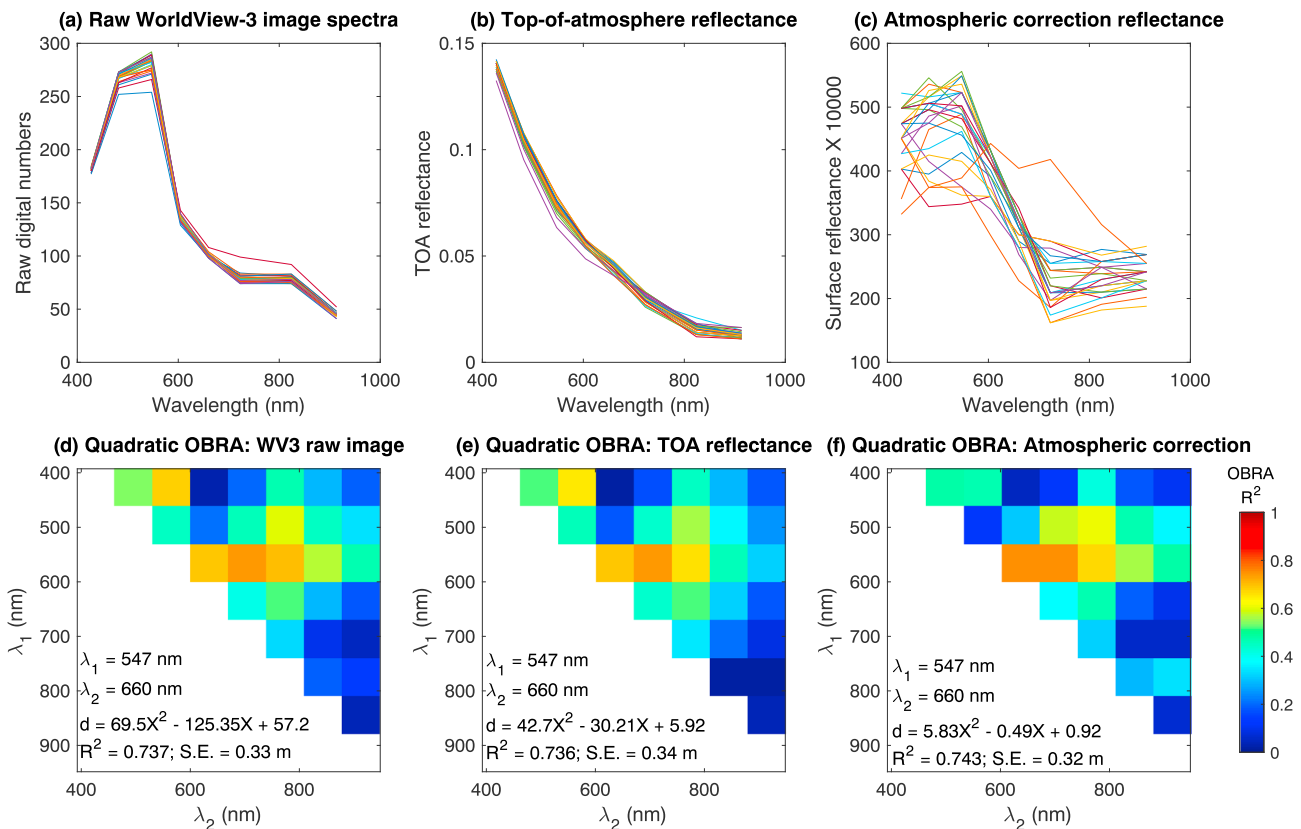 (a) Raw WorldView-3 image spectra
300
250
200
150
100
50
0
400
600
800
1000
Raw digital numbers
Wavelength (nm)
(b) Top-of-atmosphere reflectance
0.15
0.1
0.05
0
400
600
800
1000
TOA reflectance
Wavelength (nm)
(c) Atmospheric correction reflectance
600
500
400
300
200
100
400
600
800
1000
Surface reflectance X 10000
Wavelength (nm)
(d) Quadratic OBRA: WV3 raw image
400
500
600
700
800
900
λ1 (nm)
λ1 = 547 nm
λ2 = 660 nm
d = 69.5X² - 125.35X + 57.2
R² = 0.737; S.E. = 0.33 m
400
600
800
λ2 (nm)
(e) Quadratic OBRA: TOA reflectance
400
500
600
700
800
900
λ1 (nm)
λ1 = 547 nm
λ2 = 660 nm
d = 42.7X² - 30.21X + 5.92
R² = 0.736; S.E. = 0.34 m
400
600
800
λ2 (nm)
(f) Quadratic OBRA: Atmospheric correction
400
500
600
700
800
900
λ1 (nm)
λ1 = 547 nm
λ2 = 660 nm
d = 5.83X² - 0.49X + 0.92
R² = 0.743; S.E. = 0.32 m
400
600
800
λ2 (nm)
OBRA
R²
1
0.8
0.6
0.4
0.2
0